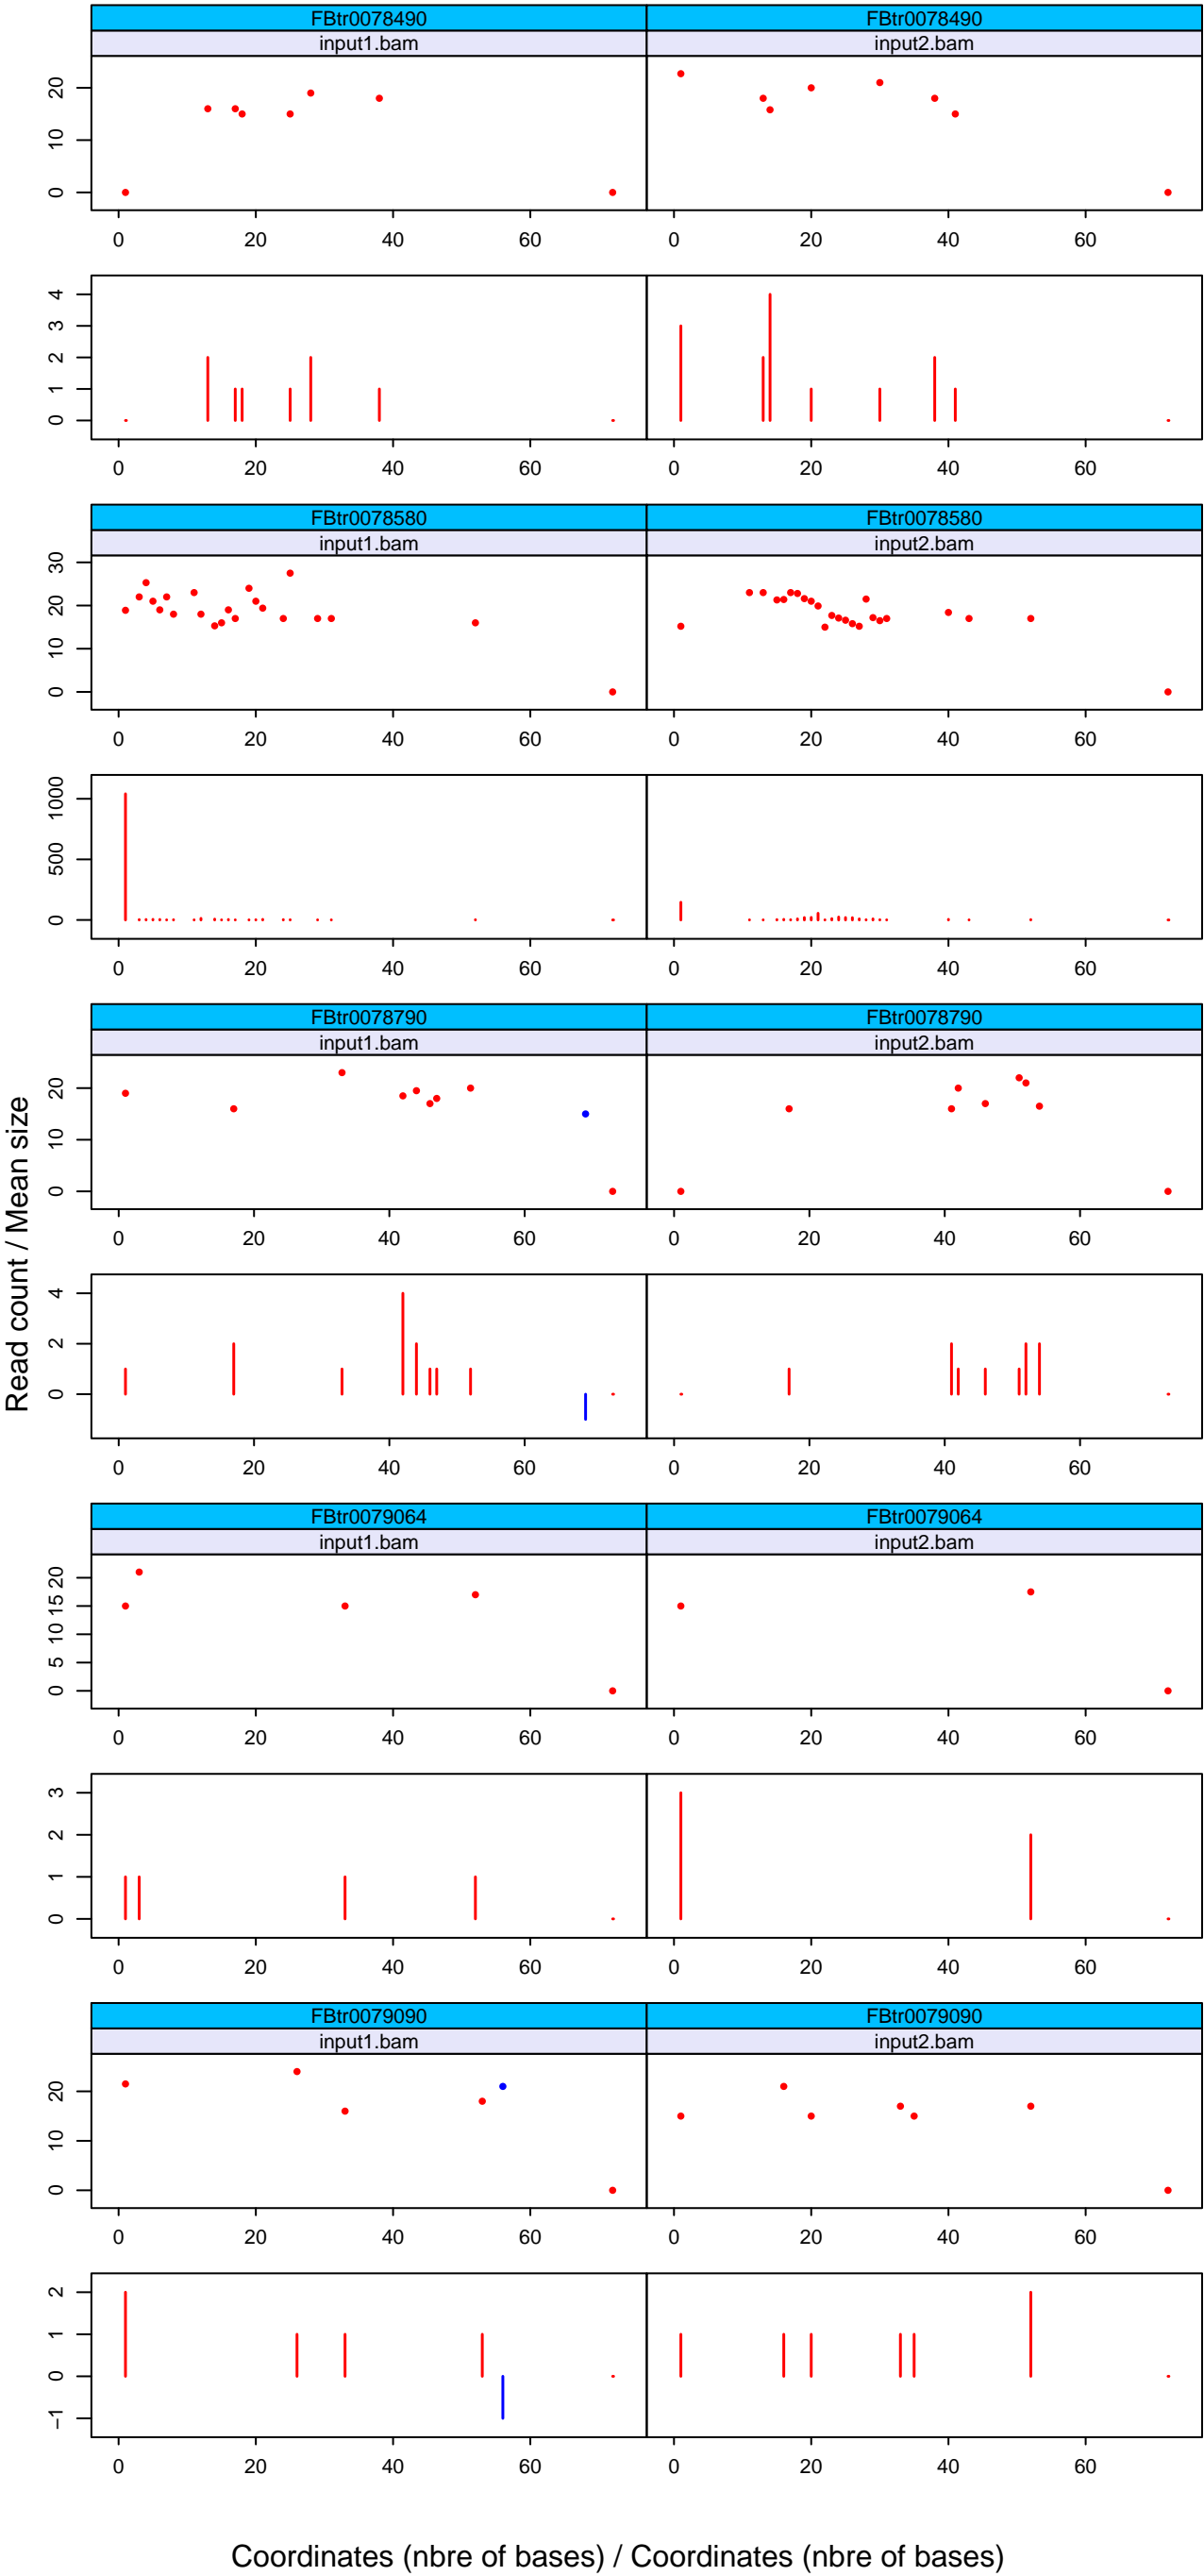 FBtr0078490 FBtr0078490
input1.bam input2.bam
20
10
0
0 20 40 60 0 20 40 60
4
3
2
1
0
0 20 40 60 0 20 40 60
FBtr0078580 FBtr0078580
input1.bam input2.bam
30
20
10
0
0 20 40 60 0 20 40 60
1000
500
0
0 20 40 60 0 20 40 60
FBtr0078790 FBtr0078790
input1.bam input2.bam
20
10
0
0 20 40 60 0 20 40 60
Read count / Mean size
4
2
0
0 20 40 60 0 20 40 60
FBtr0079064 FBtr0079064
input1.bam input2.bam
20
15
10
5
0
0 20 40 60 0 20 40 60
3
2
1
0
0 20 40 60 0 20 40 60
FBtr0079090 FBtr0079090
input1.bam input2.bam
20
10
0
0 20 40 60 0 20 40 60
2
1
0
−1
0 20 40 60 0 20 40 60
Coordinates (nbre of bases) / Coordinates (nbre of bases)